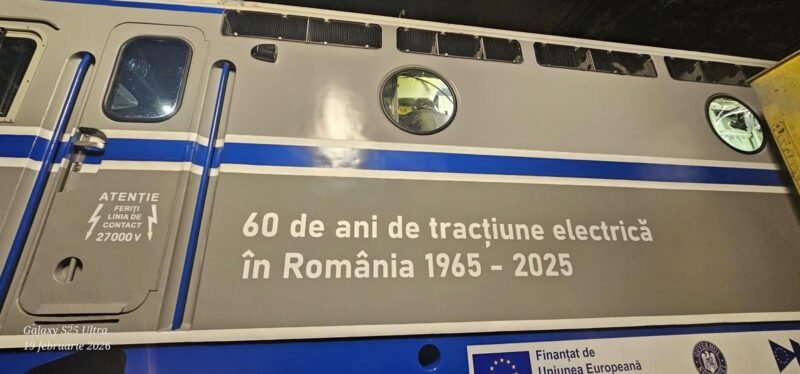 ATENȚIE
FERIȚI
LINIA DE
CONTACT
27000 V
60 de ani de tracțiune electrică
în România 1965 - 2025
Finanțat de
Uniunea Europeană
Galaxy S25 Ultra
19 februarie 2026